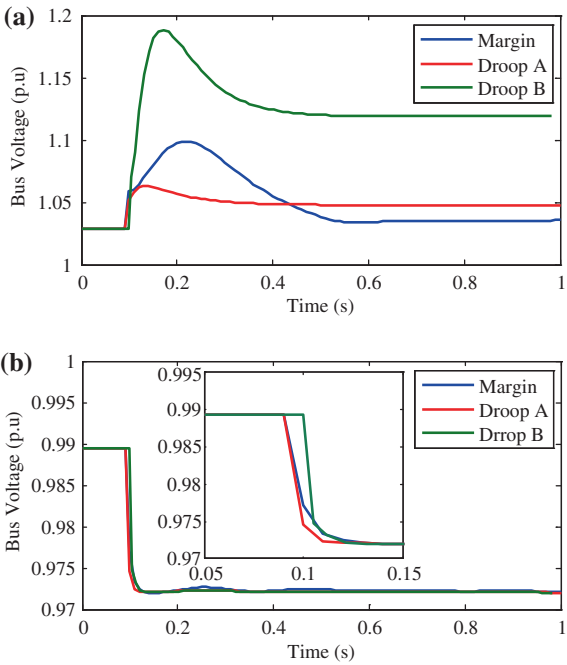 (a)
1.2
1.15
1.1
1.05
1
Bus Voltage (p.u)
Margin
Droop A
Droop B
0
0.2
0.4
0.6
0.8
1
Time (s)
(b)
1
0.995
0.99
0.985
0.98
0.975
0.97
Bus Voltage (p.u)
0.995
0.99
0.985
0.98
0.975
0.97
0.05
0.1
0.15
Margin
Droop A
Drrop B
0
0.2
0.4
0.6
0.8
1
Time (s)